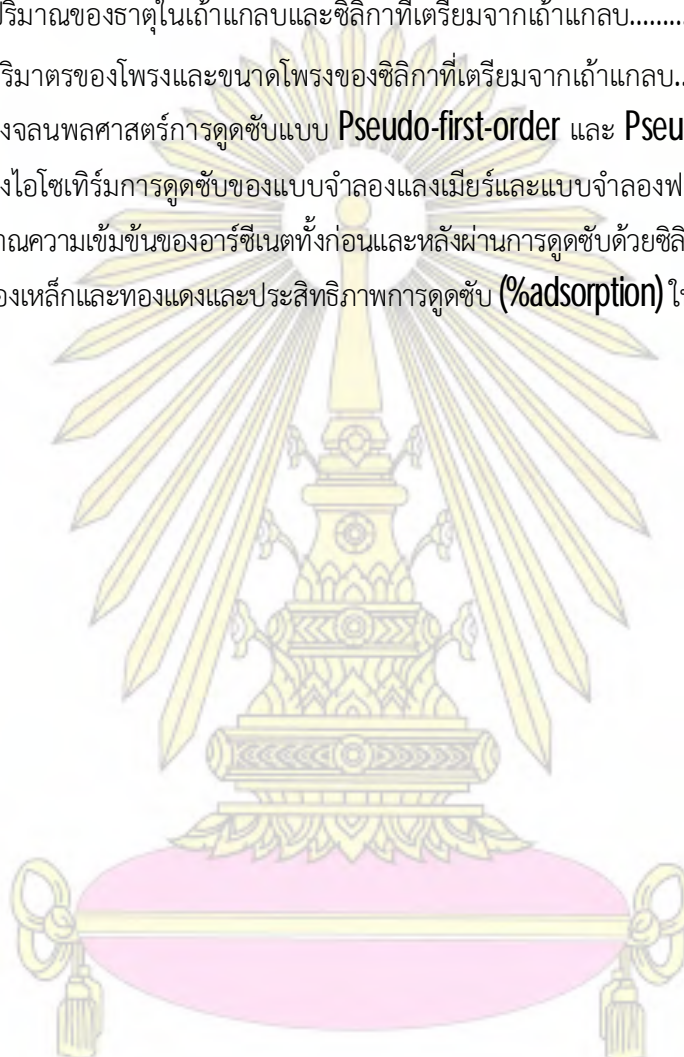 ปริมาณของธาตุในเถ้าแกลบและซิลิกาที่เตรียมจากเถ้าแกลบ.........
ริมาตรของโพรงและขนาดโพรงของซิลิกาที่เตรียมจากเถ้าแกลบ..
งจลนพลศาสตร์การดูดซับแบบ Pseudo-first-order และ Pseu
งไอโซเทิร์มการดูดซับของแบบจำลองแลงเมียร์และแบบจำลองฟ
าณความเข้มข้นของอาร์ซีเนตทั้งก่อนและหลังผ่านการดูดซับด้วยซิลิ
องเหล็กและทองแดงและประสิทธิภาพการดูดซับ (%adsorption) ใ